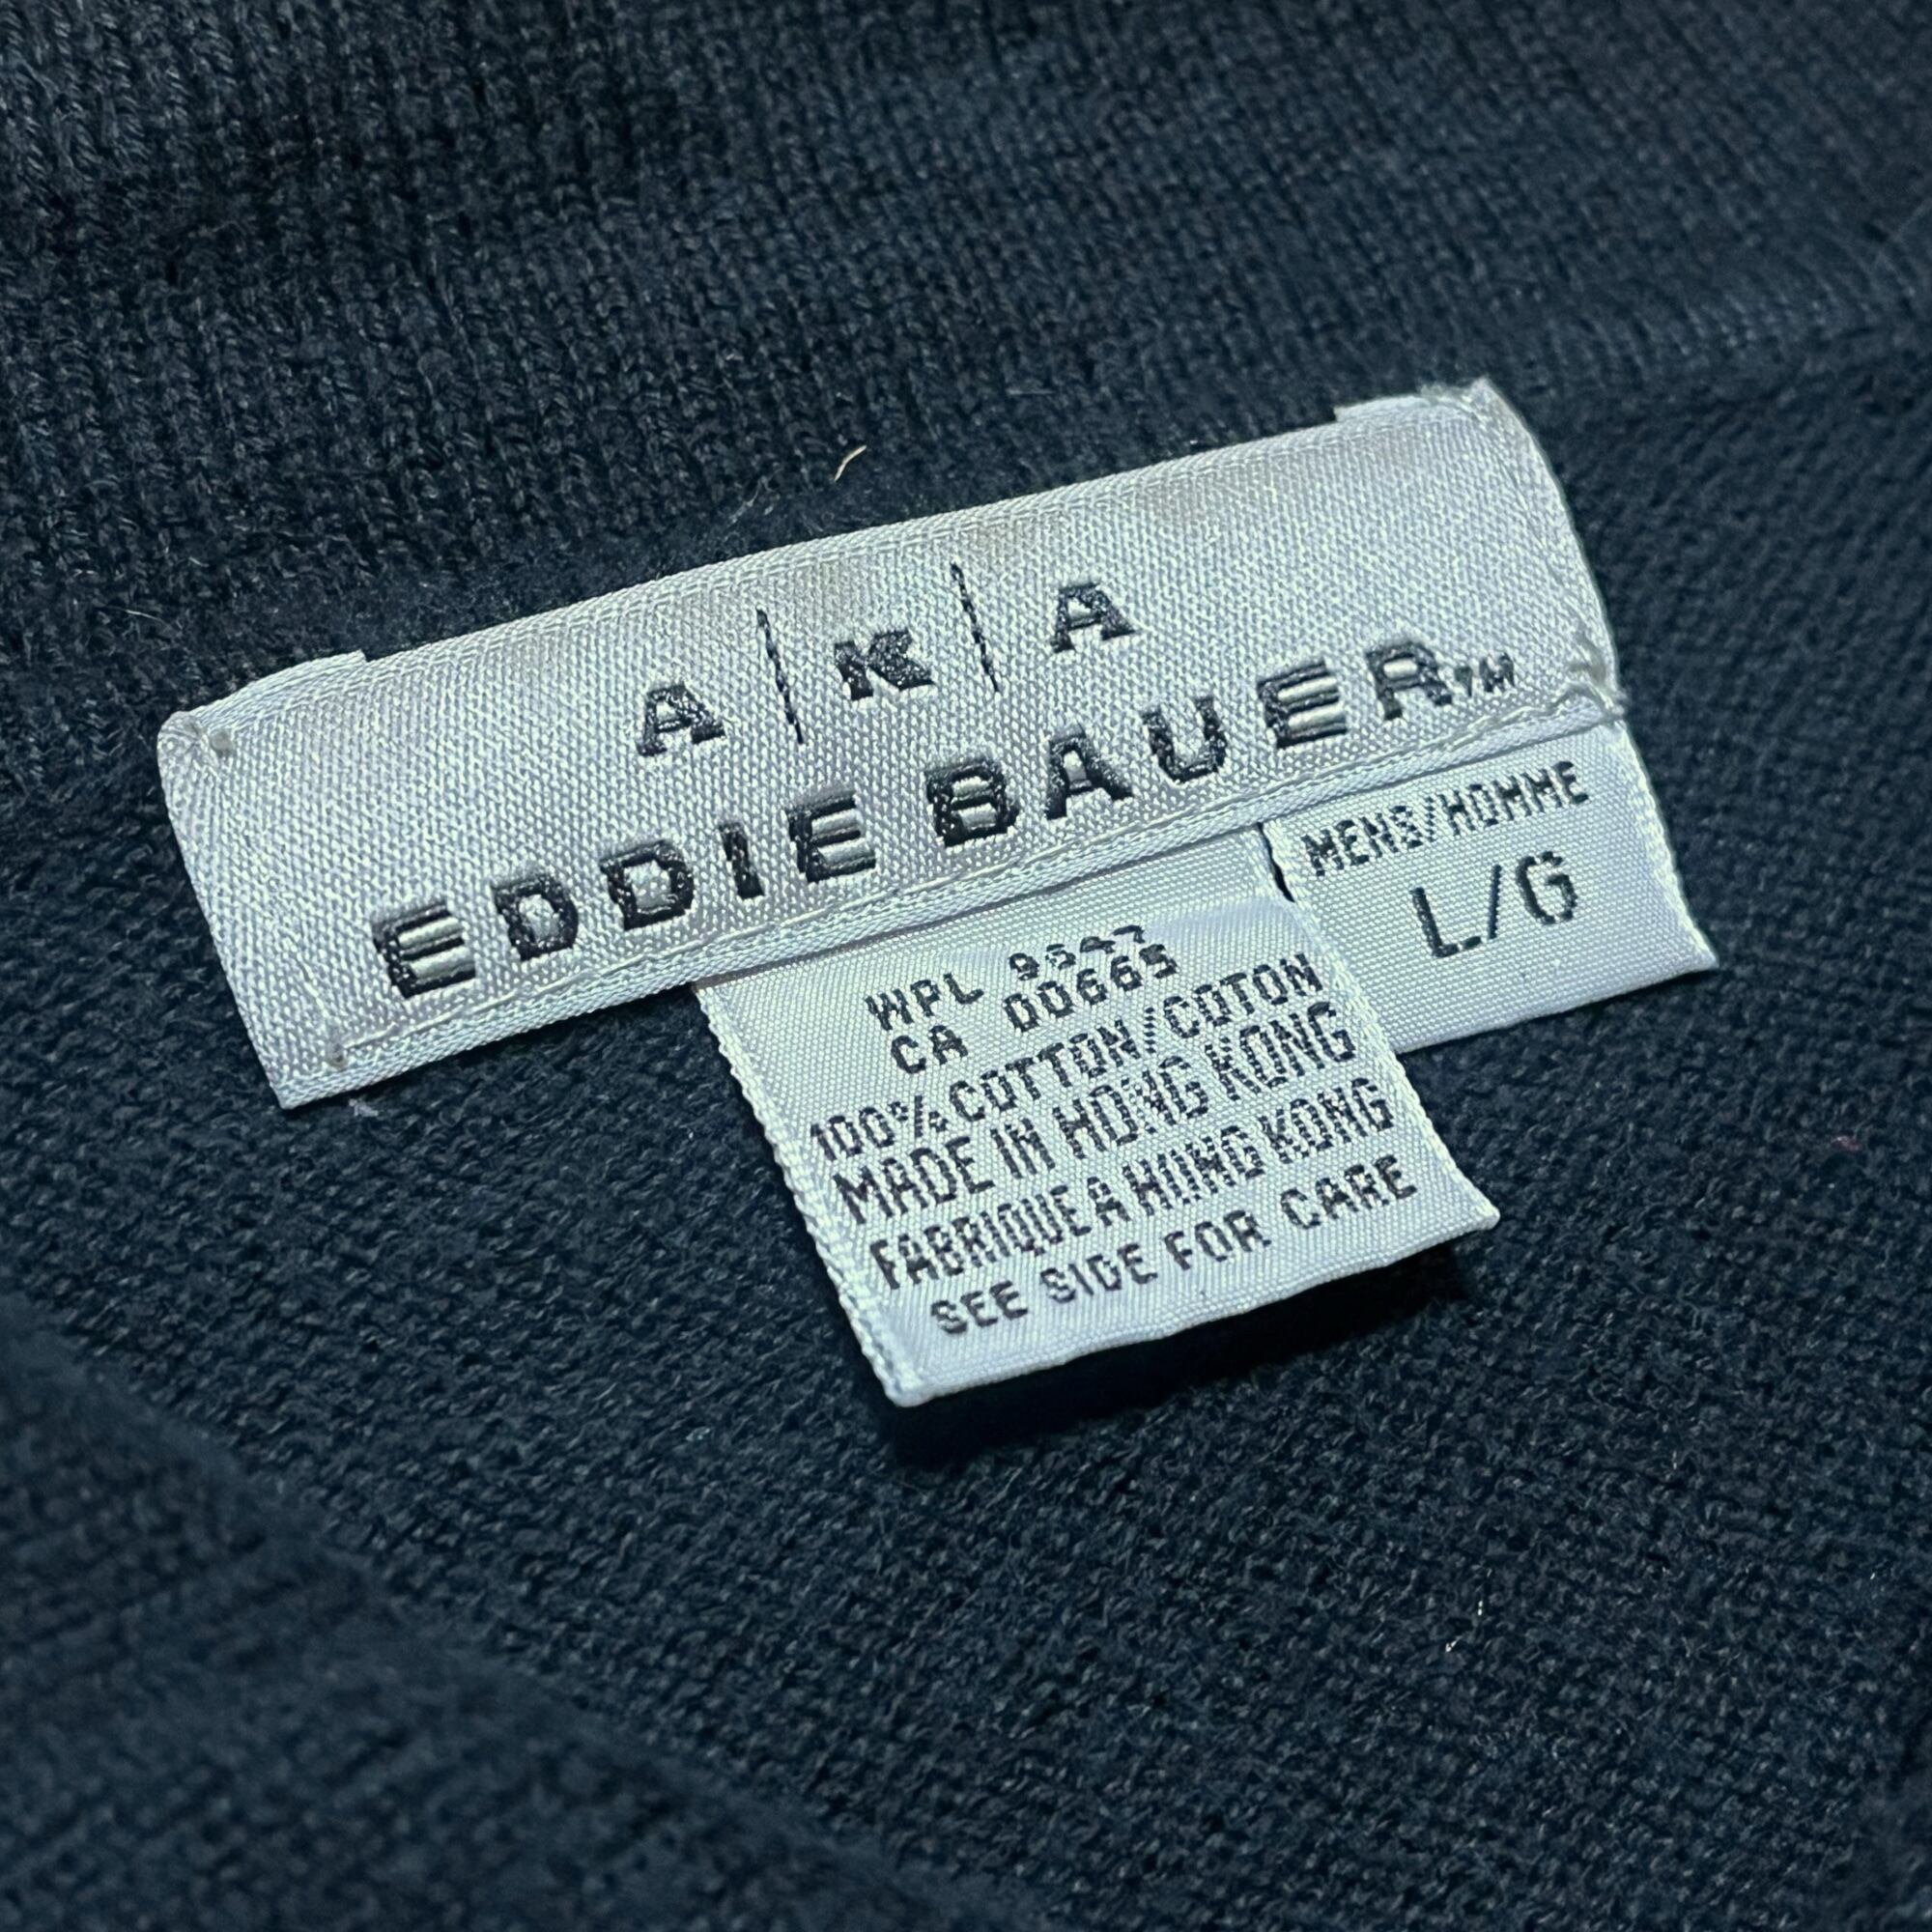 A|K|A
EDDIE BAUER™
MENS/HOMME
L/G
WPL 9547
CA 00665
100% COTTON/COTON
MADE IN HONG KONG
FABRIQUE A HONG KONG
SEE SIDE FOR CARE